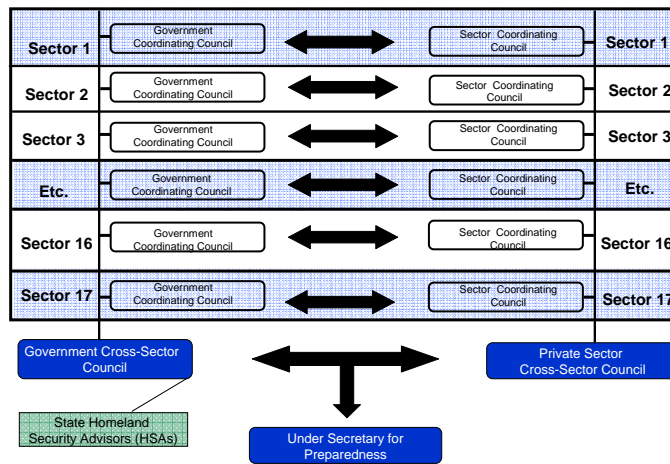 Sector 1
Government
Coordinating Council
Sector Coordinating
Council
Sector 1
Sector 2
Government
Coordinating Council
Sector Coordinating
Council
Sector 2
Sector 3
Government
Coordinating Council
Sector Coordinating
Council
Sector 3
Etc.
Government
Coordinating Council
Sector Coordinating
Council
Etc.
Sector 16
Government
Coordinating Council
Sector Coordinating
Council
Sector 16
Sector 17
Government
Coordinating Council
Sector Coordinating
Council
Sector 17
Government Cross-Sector
Council
Private Sector
Cross-Sector Council
State Homeland
Security Advisors (HSAs)
Under Secretary for
Preparedness